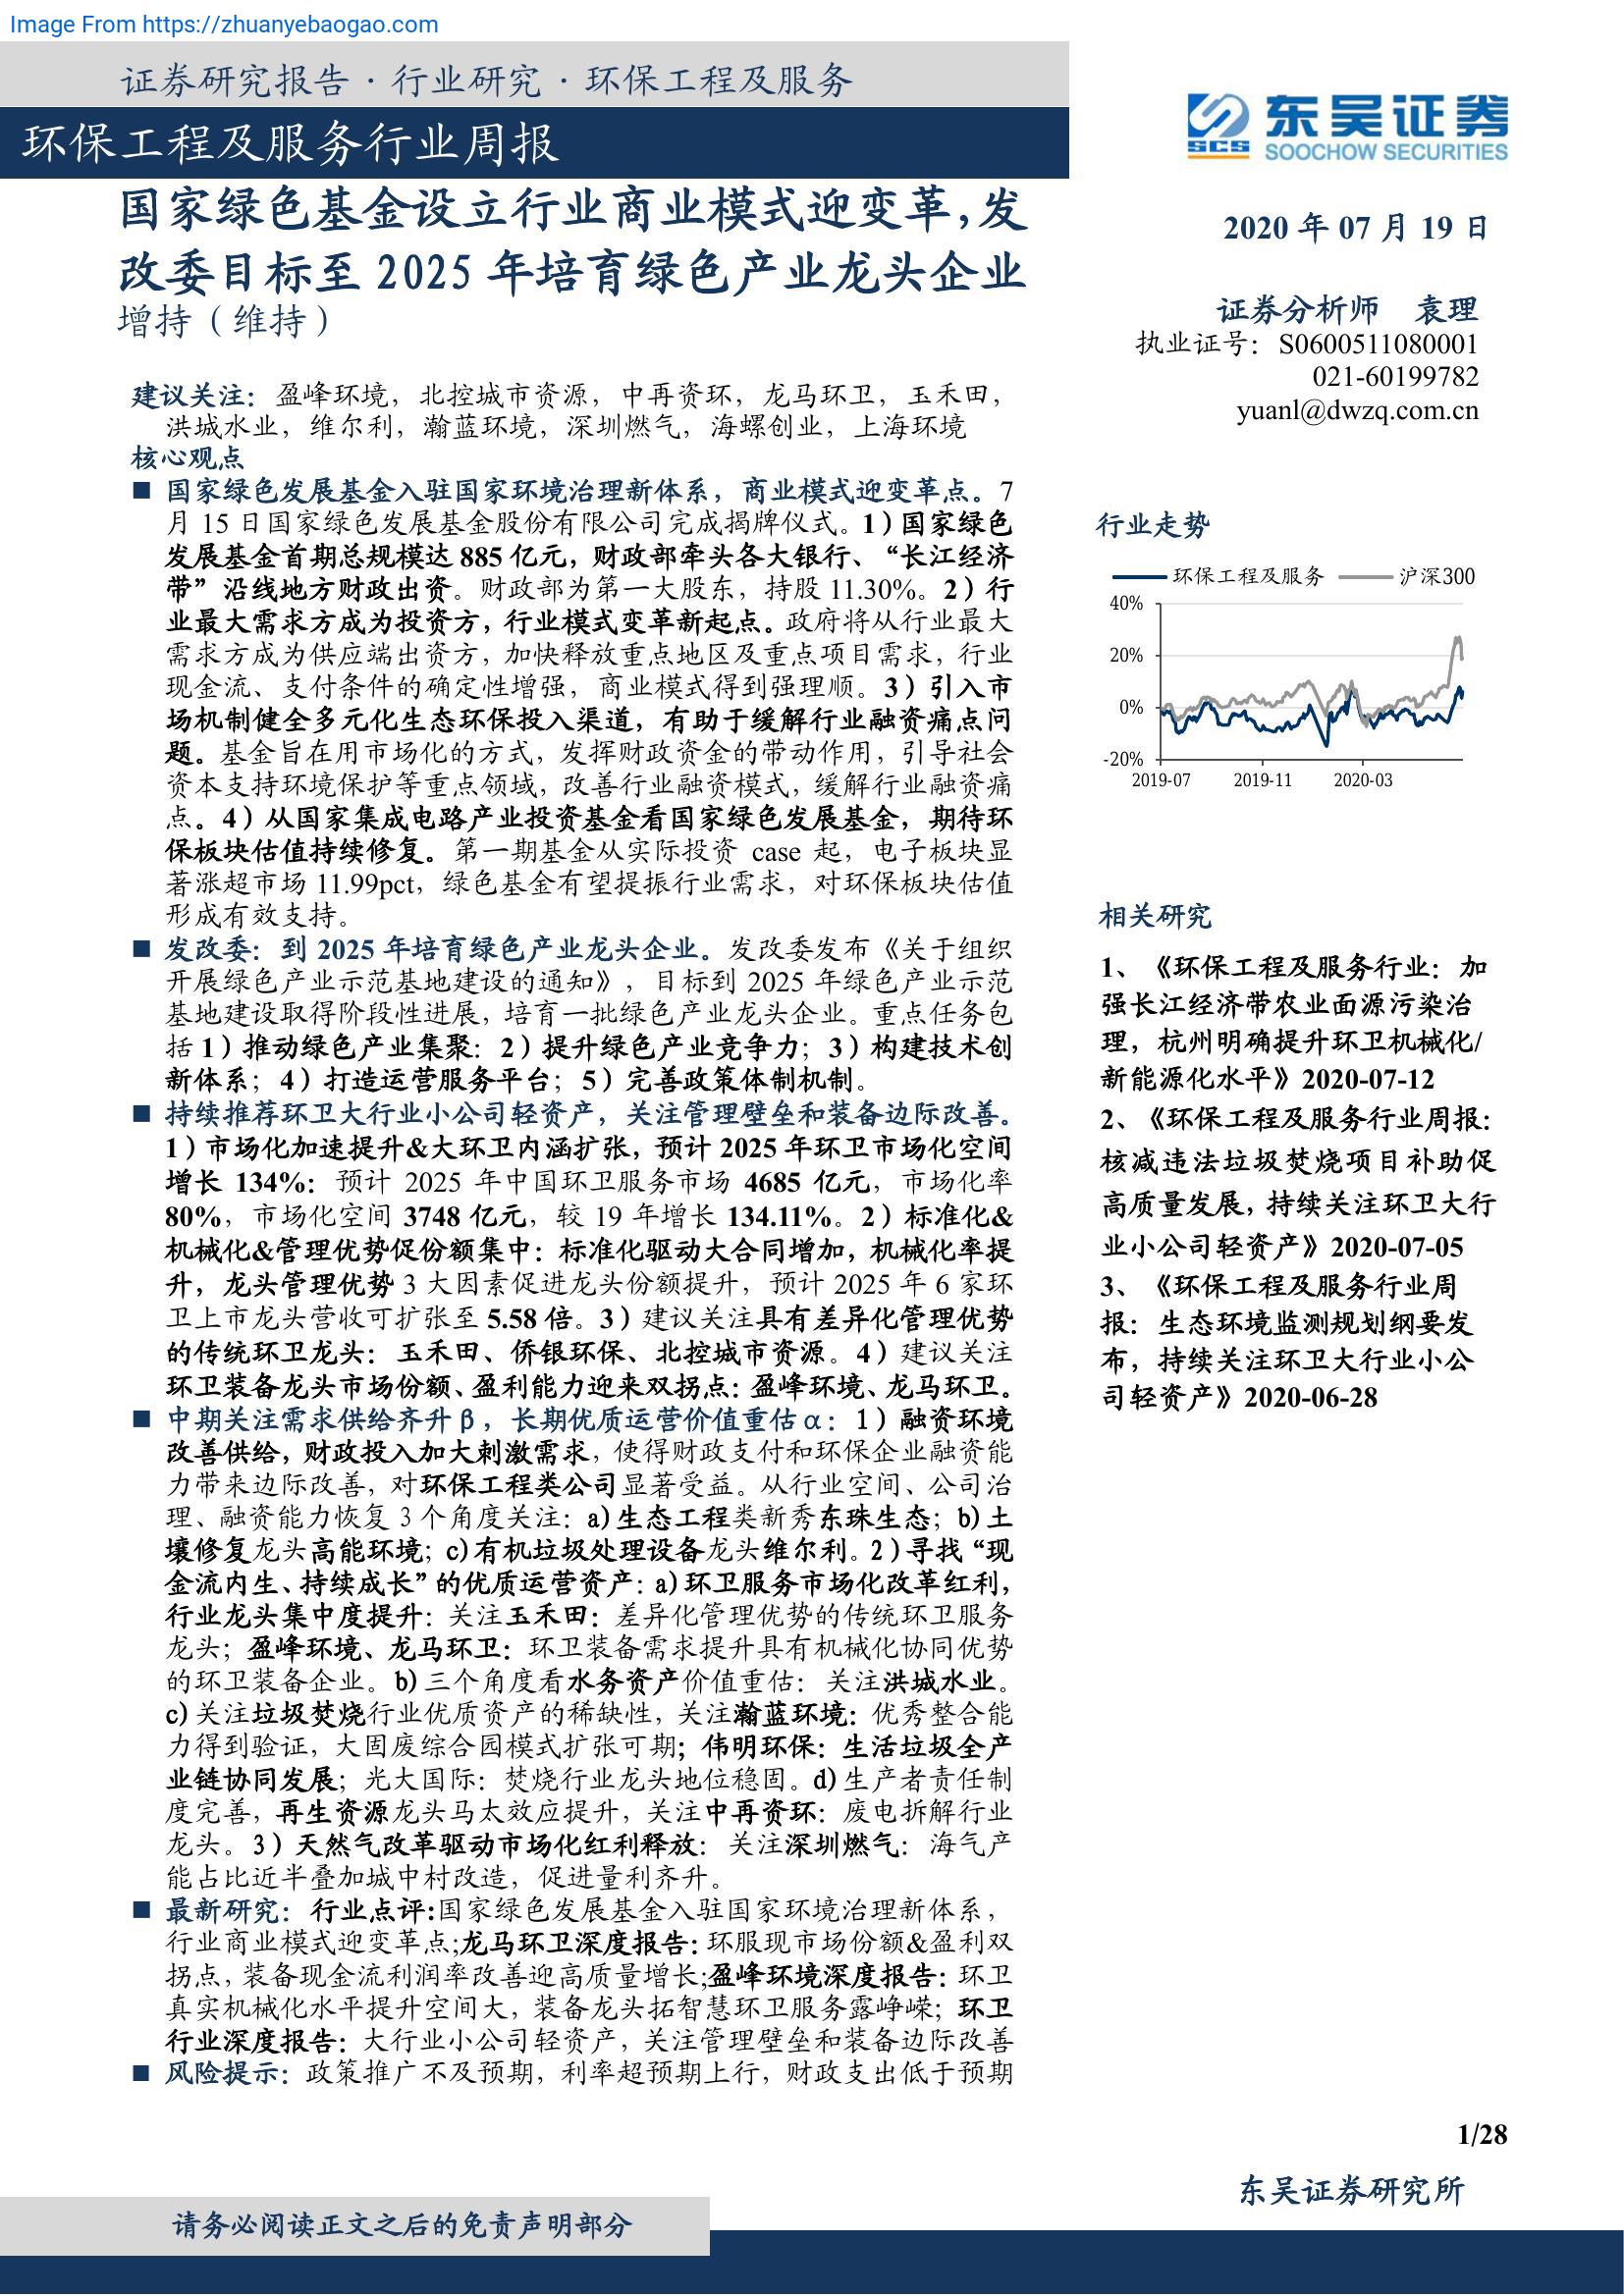 Image From https://zhuanyebaogao.com
证券研究报告 · 行业研究 · 环保工程及服务
环保工程及服务行业周报
东吴证券
SCS
SOOCHOW SECURITIES
国家绿色基金设立行业商业模式迎变革，发
改委目标至 2025 年培育绿色产业龙头企业
增持（维持）
建议关注：盈峰环境，北控城市资源，中再资环，龙马环卫，玉禾田，
洪城水业，维尔利，瀚蓝环境，深圳燃气，海螺创业，上海环境
核心观点
■ 国家绿色发展基金入驻国家环境治理新体系，商业模式迎变革点。7
月 15 日国家绿色发展基金股份有限公司完成揭牌仪式。1）国家绿色
发展基金首期总规模达 885 亿元，财政部牵头各大银行、“长江经济
带”沿线地方财政出资。财政部为第一大股东，持股 11.30%。2）行
业最大需求方成为投资方，行业模式变革新起点。政府将从行业最大
需求方成为供应端出资方，加快释放重点地区及重点项目需求，行业
现金流、支付条件的确定性增强，商业模式得到强理顺。3）引入市
场机制健全多元化生态环保投入渠道，有助于缓解行业融资痛点问
题。基金旨在用市场化的方式，发挥财政资金的带动作用，引导社会
资本支持环境保护等重点领域，改善行业融资模式，缓解行业融资痛
点。4）从国家集成电路产业投资基金看国家绿色发展基金，期待环
保板块估值持续修复。第一期基金从实际投资 case 起，电子板块显
著涨超市场 11.99pct，绿色基金有望提振行业需求，对环保板块估值
形成有效支持。
■ 发改委：到 2025 年培育绿色产业龙头企业。发改委发布《关于组织
开展绿色产业示范基地建设的通知》，目标到 2025 年绿色产业示范
基地建设取得阶段性进展，培育一批绿色产业龙头企业。重点任务包
括 1）推动绿色产业集聚：2）提升绿色产业竞争力；3）构建技术创
新体系；4）打造运营服务平台；5）完善政策体制机制。
■ 持续推荐环卫大行业小公司轻资产，关注管理壁垒和装备边际改善。
1）市场化加速提升&大环卫内涵扩张，预计 2025 年环卫市场化空间
增长 134%：预计 2025 年中国环卫服务市场 4685 亿元，市场化率
80%，市场化空间 3748 亿元，较 19 年增长 134.11%。2）标准化&
机械化&管理优势促份额集中：标准化驱动大合同增加，机械化率提
升，龙头管理优势 3 大因素促进龙头份额提升，预计 2025 年 6 家环
卫上市龙头营收可扩张至 5.58 倍。3）建议关注具有差异化管理优势
的传统环卫龙头：玉禾田、侨银环保、北控城市资源。4）建议关注
环卫装备龙头市场份额、盈利能力迎来双拐点：盈峰环境、龙马环卫。
■ 中期关注需求供给齐升β，长期优质运营价值重估α：1）融资环境
改善供给，财政投入加大刺激需求，使得财政支付和环保企业融资能
力带来边际改善，对环保工程类公司显著受益。从行业空间、公司治
理、融资能力恢复 3 个角度关注：a)生态工程类新秀东珠生态；b)土
壤修复龙头高能环境；c)有机垃圾处理设备龙头维尔利。2）寻找“现
金流内生、持续成长”的优质运营资产：a)环卫服务市场化改革红利，
行业龙头集中度提升：关注玉禾田：差异化管理优势的传统环卫服务
龙头；盈峰环境、龙马环卫：环卫装备需求提升具有机械化协同优势
的环卫装备企业。b)三个角度看水务资产价值重估：关注洪城水业。
c)关注垃圾焚烧行业优质资产的稀缺性，关注瀚蓝环境：优秀整合能
力得到验证，大固废综合园模式扩张可期；伟明环保：生活垃圾全产
业链协同发展；光大国际：焚烧行业龙头地位稳固。d)生产者责任制
度完善，再生资源龙头马太效应提升，关注中再资环：废电拆解行业
龙头。3）天然气改革驱动市场化红利释放：关注深圳燃气：海气产
能占比近半叠加城中村改造，促进量利齐升。
■ 最新研究：行业点评:国家绿色发展基金入驻国家环境治理新体系，
行业商业模式迎变革点;龙马环卫深度报告:环服现市场份额&盈利双
拐点，装备现金流利润率改善迎高质量增长;盈峰环境深度报告：环卫
真实机械化水平提升空间大，装备龙头拓智慧环卫服务露峥嵘；环卫
行业深度报告：大行业小公司轻资产，关注管理壁垒和装备边际改善
■ 风险提示：政策推广不及预期，利率超预期上行，财政支出低于预期
2020 年 07 月 19 日
证券分析师 袁理
执业证号：S0600511080001
021-60199782
yuanl@dwzq.com.cn
行业走势
环保工程及服务 沪深300
40%
20%
0%
-20%
2019-07 2019-11 2020-03
相关研究
1、《环保工程及服务行业：加
强长江经济带农业面源污染治
理，杭州明确提升环卫机械化/
新能源化水平》2020-07-12
2、《环保工程及服务行业周报：
核减违法垃圾焚烧项目补助促
高质量发展，持续关注环卫大行
业小公司轻资产》2020-07-05
3、《环保工程及服务行业周
报：生态环境监测规划纲要发
布，持续关注环卫大行业小公
司轻资产》2020-06-28
1/28
东吴证券研究所
请务必阅读正文之后的免责声明部分